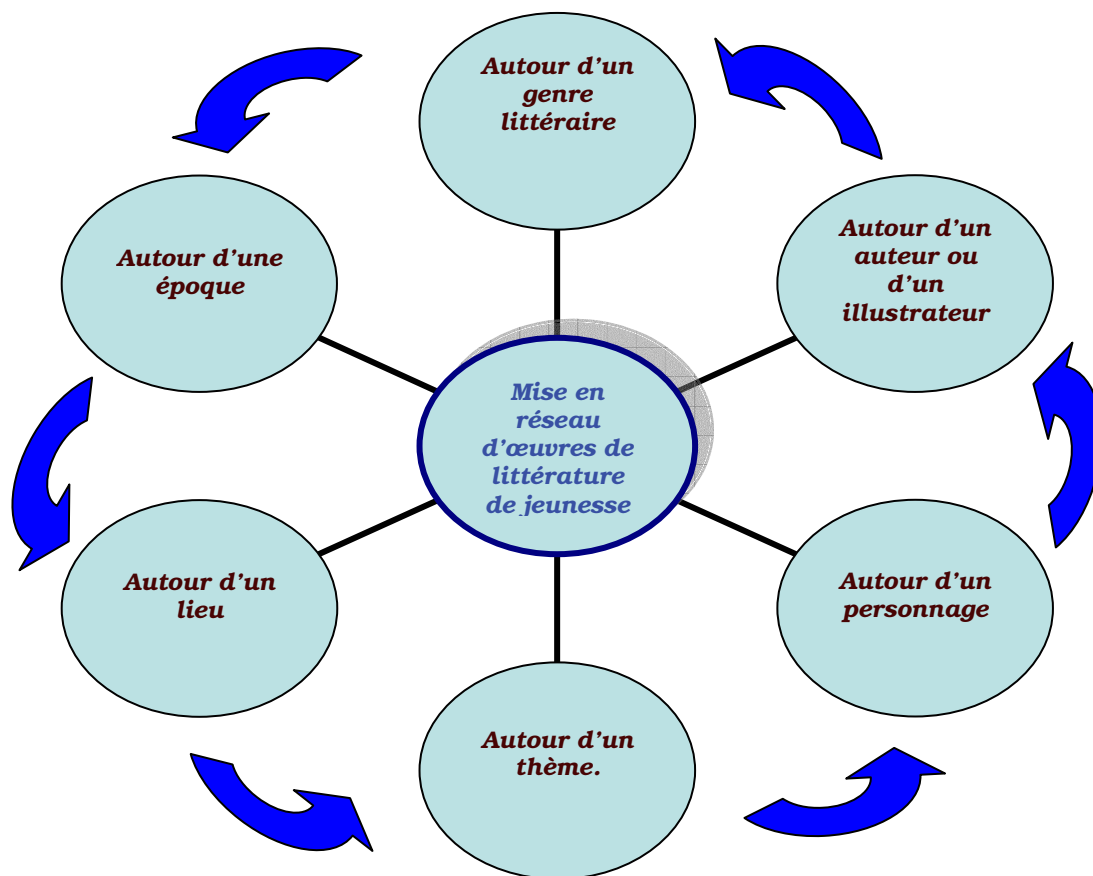 Autour d'un
genre
littéraire
Autour d'une
époque
Autour d'un
auteur ou
d'un
illustrateur
Mise en
réseau
d'œuvres de
littérature
de jeunesse
Autour d'un
lieu
Autour d'un
personnage
Autour d'un
thème.